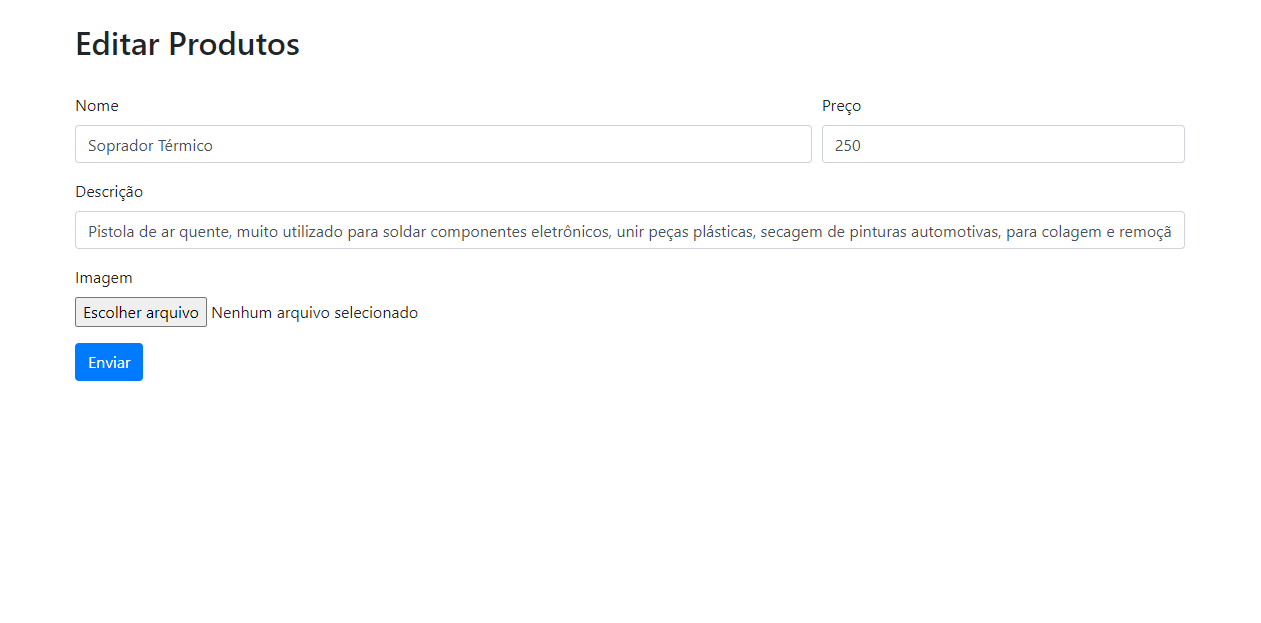 Editar Produtos
Nome Preço
Soprador Térmico 250
Descrição
Pistola de ar quente, muito utilizado para soldar componentes eletrônicos, unir peças plásticas, secagem de pinturas automotivas, para colagem e remoçã
Imagem
Escolher arquivo Nenhum arquivo selecionado
Enviar